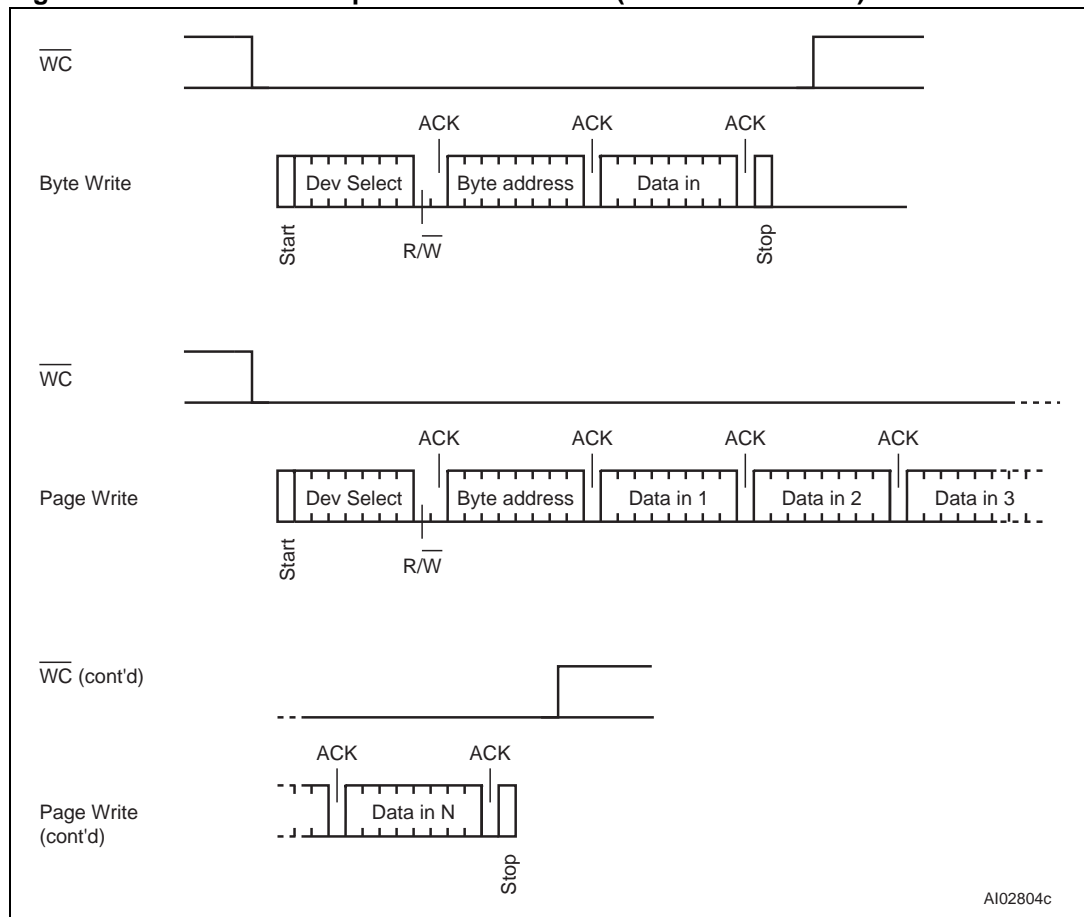 WC
ACK ACK ACK
Byte Write Dev Select Byte address Data in
Start R/W Stop
WC
ACK ACK ACK ACK
Page Write Dev Select Byte address Data in 1 Data in 2 Data in 3
Start R/W
WC (cont'd)
ACK ACK
Page Write
(cont'd)
Data in N
Stop
AI02804c